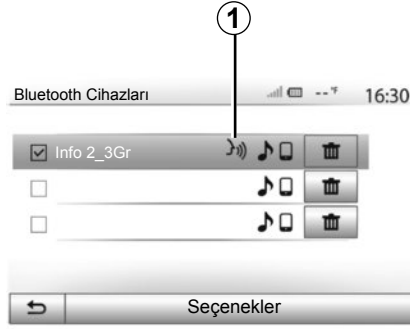 1
Bluetooth Cihazları --°F 16:30
Info 2_3Gr
Seçenekler